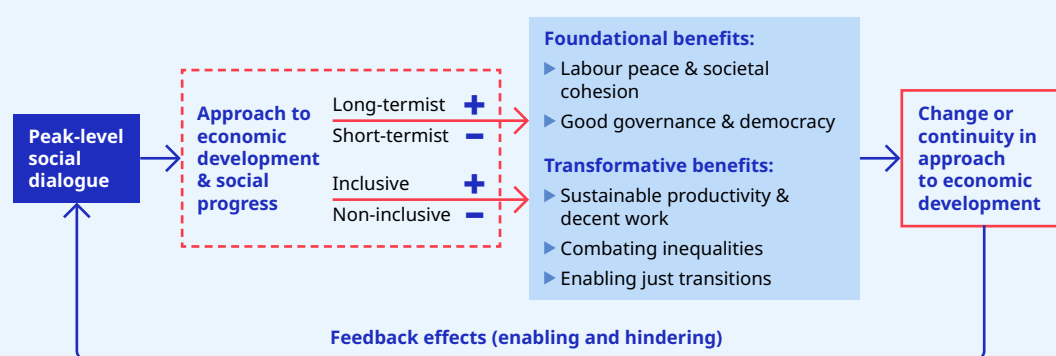 Peak-level
social
dialogue
Approach to
economic
development
& social
progress
Long-termist +
Short-termist −
Inclusive +
Non-inclusive −
Foundational benefits:
Labour peace & societal
cohesion
Good governance & democracy
Transformative benefits:
Sustainable productivity &
decent work
Combating inequalities
Enabling just transitions
Change or
continuity in
approach
to economic
development
Feedback effects (enabling and hindering)